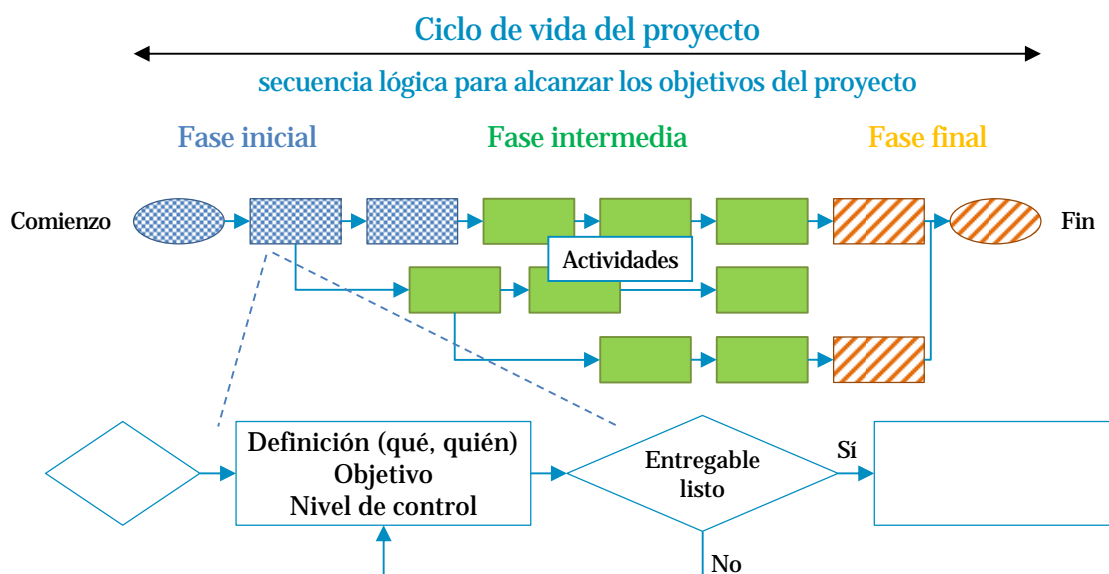 Ciclo de vida del proyecto
secuencia lógica para alcanzar los objetivos del proyecto
Fase inicial
Fase intermedia
Fase final
Comienzo
Fin
Actividades
Definición (qué, quién)
Objetivo
Nivel de control
Entregable
listo
Sí
No